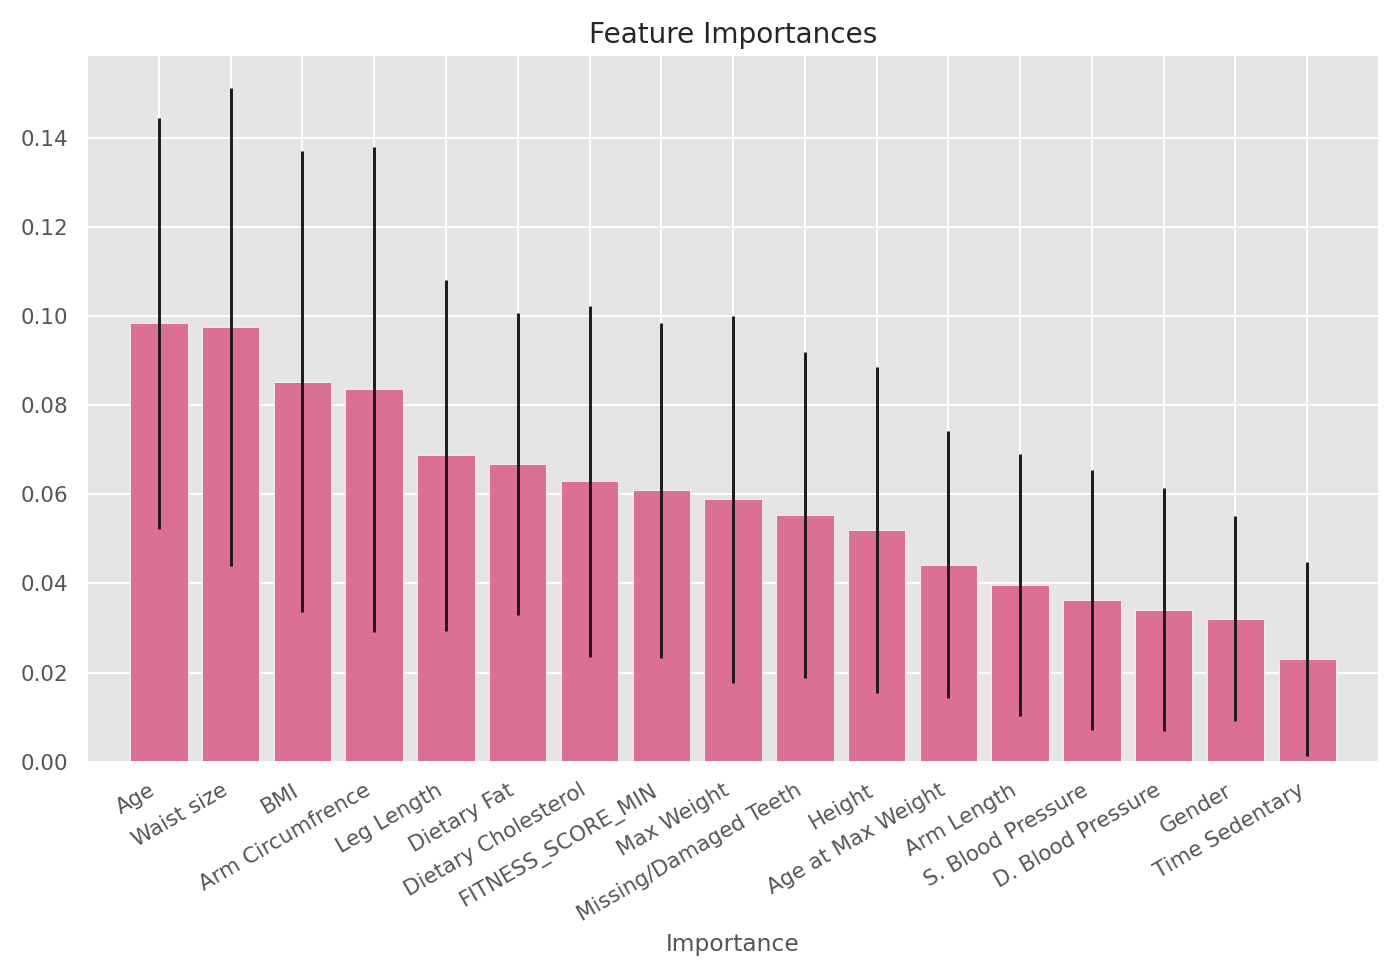 Feature Importances
0.14
0.12
0.10
0.08
0.06
0.04
0.02
0.00
Age
Waist size
BMI
Arm Circumfrence
Leg Length
Dietary Fat
Dietary Cholesterol
FITNESS_SCORE_MIN
Max Weight
Missing/Damaged Teeth
Height
Age at Max Weight
Arm Length
S. Blood Pressure
D. Blood Pressure
Gender
Time Sedentary
Importance